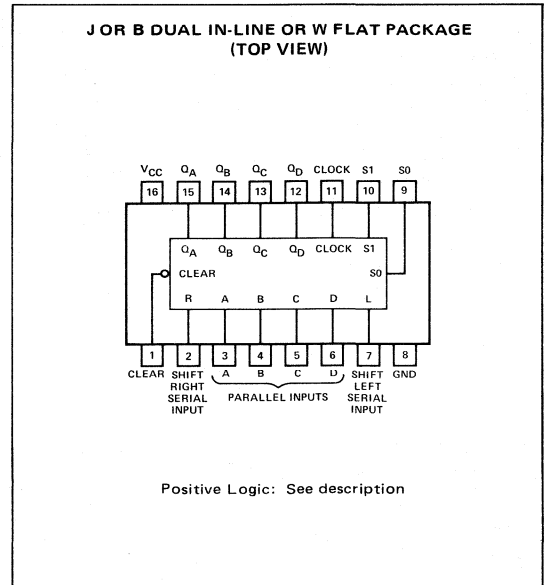 J OR B DUAL IN-LINE OR W FLAT PACKAGE
(TOP VIEW)
VCC QA QB QC QD CLOCK S1 S0
16 15 14 13 12 11 10 9
QA QB QC QD CLOCK S1
CLEAR S0
R A B C D L
1 2 3 4 5 6 7 8
CLEAR SHIFT RIGHT SERIAL INPUT A B C D SHIFT LEFT SERIAL INPUT GND
PARALLEL INPUTS
Positive Logic: See description